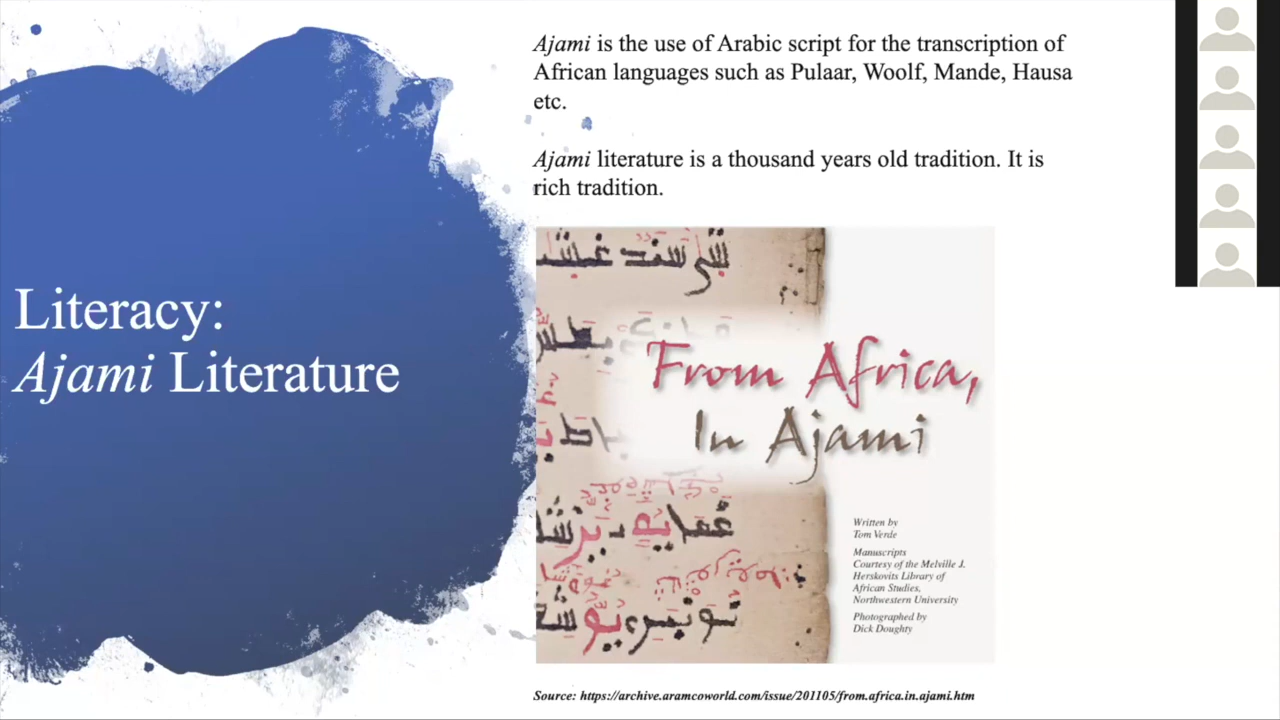 Literacy:
Ajami Literature
Ajami is the use of Arabic script for the transcription of
African languages such as Pulaar, Woolf, Mande, Hausa
etc.
Ajami literature is a thousand years old tradition. It is
rich tradition.
From Africa,
In Ajami
Written by
Tom Verde
Manuscripts
Courtesy of the Melville J.
Herskovits Library of
African Studies,
Northwestern University
Photographed by
Dick Doughty
Source: https://archive.aramcoworld.com/issue/201105/from.africa.in.ajami.htm